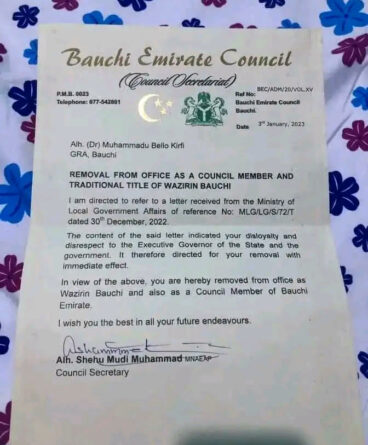 Bauchi Emirate Council
(Council Secretariat)
P.M.B. 0023
Telephone: 077-542691
Ref No: BEC/ADM/20/VOL.XV
Bauchi Emirate Council
Bauchi.
Date 3rd January, 2023
Alh. (Dr) Muhammadu Bello Kirfi
GRA, Bauchi
REMOVAL FROM OFFICE AS A COUNCIL MEMBER AND
TRADITIONAL TITLE OF WAZIRIN BAUCHI
I am directed to refer to a letter received from the Ministry of
Local Government Affairs of reference No: MLG/LG/S/72/T
dated 30th December, 2022.
The content of the said letter indicated your disloyalty and
disrespect to the Executive Governor of the State and the
government. It therefore directed for your removal with
immediate effect.
In view of the above, you are hereby removed from office as
Wazirin Bauchi and also as a Council Member of Bauchi
Emirate.
I wish you the best in all your future endeavours.
Alh. Shehu Mudi Muhammad MNAEAP
Council Secretary